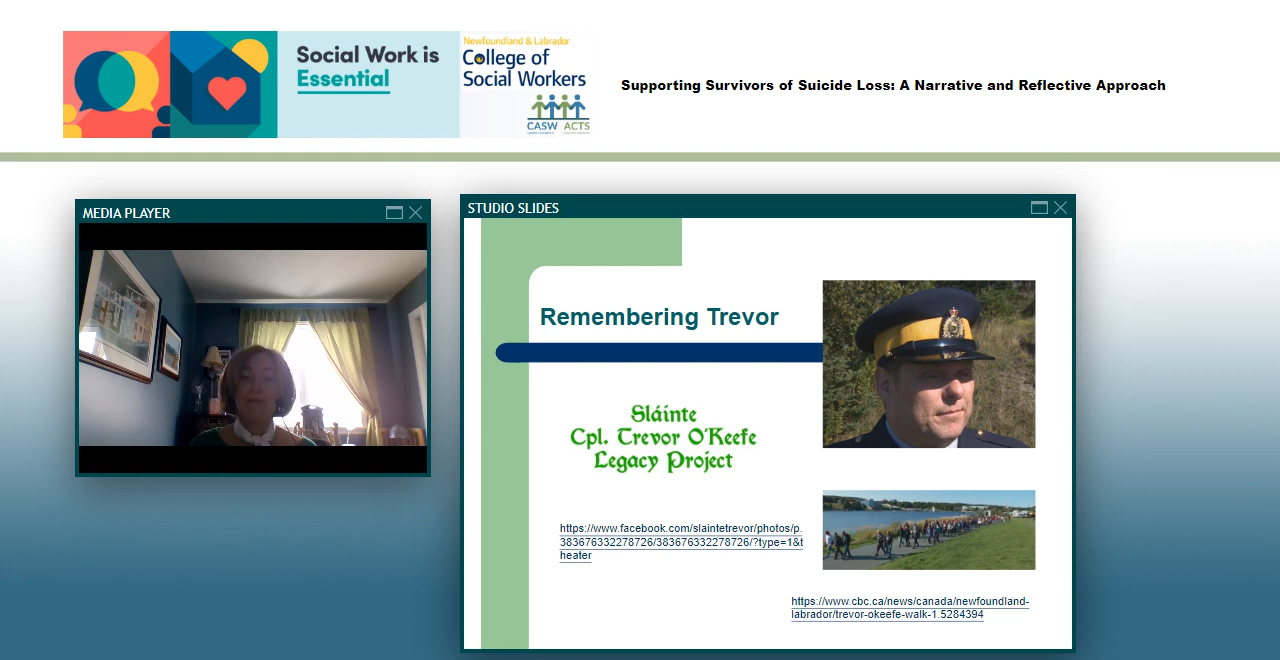 Social Work is
Essential
Newfoundland & Labrador
College of
Social Workers
CASW ACTS
Supporting Survivors of Suicide Loss: A Narrative and Reflective Approach
MEDIA PLAYER
STUDIO SLIDES
Remembering Trevor
Sláinte
Cpl. Trevor O'Keefe
Legacy Project
https://www.facebook.com/slaintetrevor/photos/p.
383676332278726/383676332278726/?type=1&t
heater
https://www.cbc.ca/news/canada/newfoundland-
labrador/trevor-okeefe-walk-1.5284394